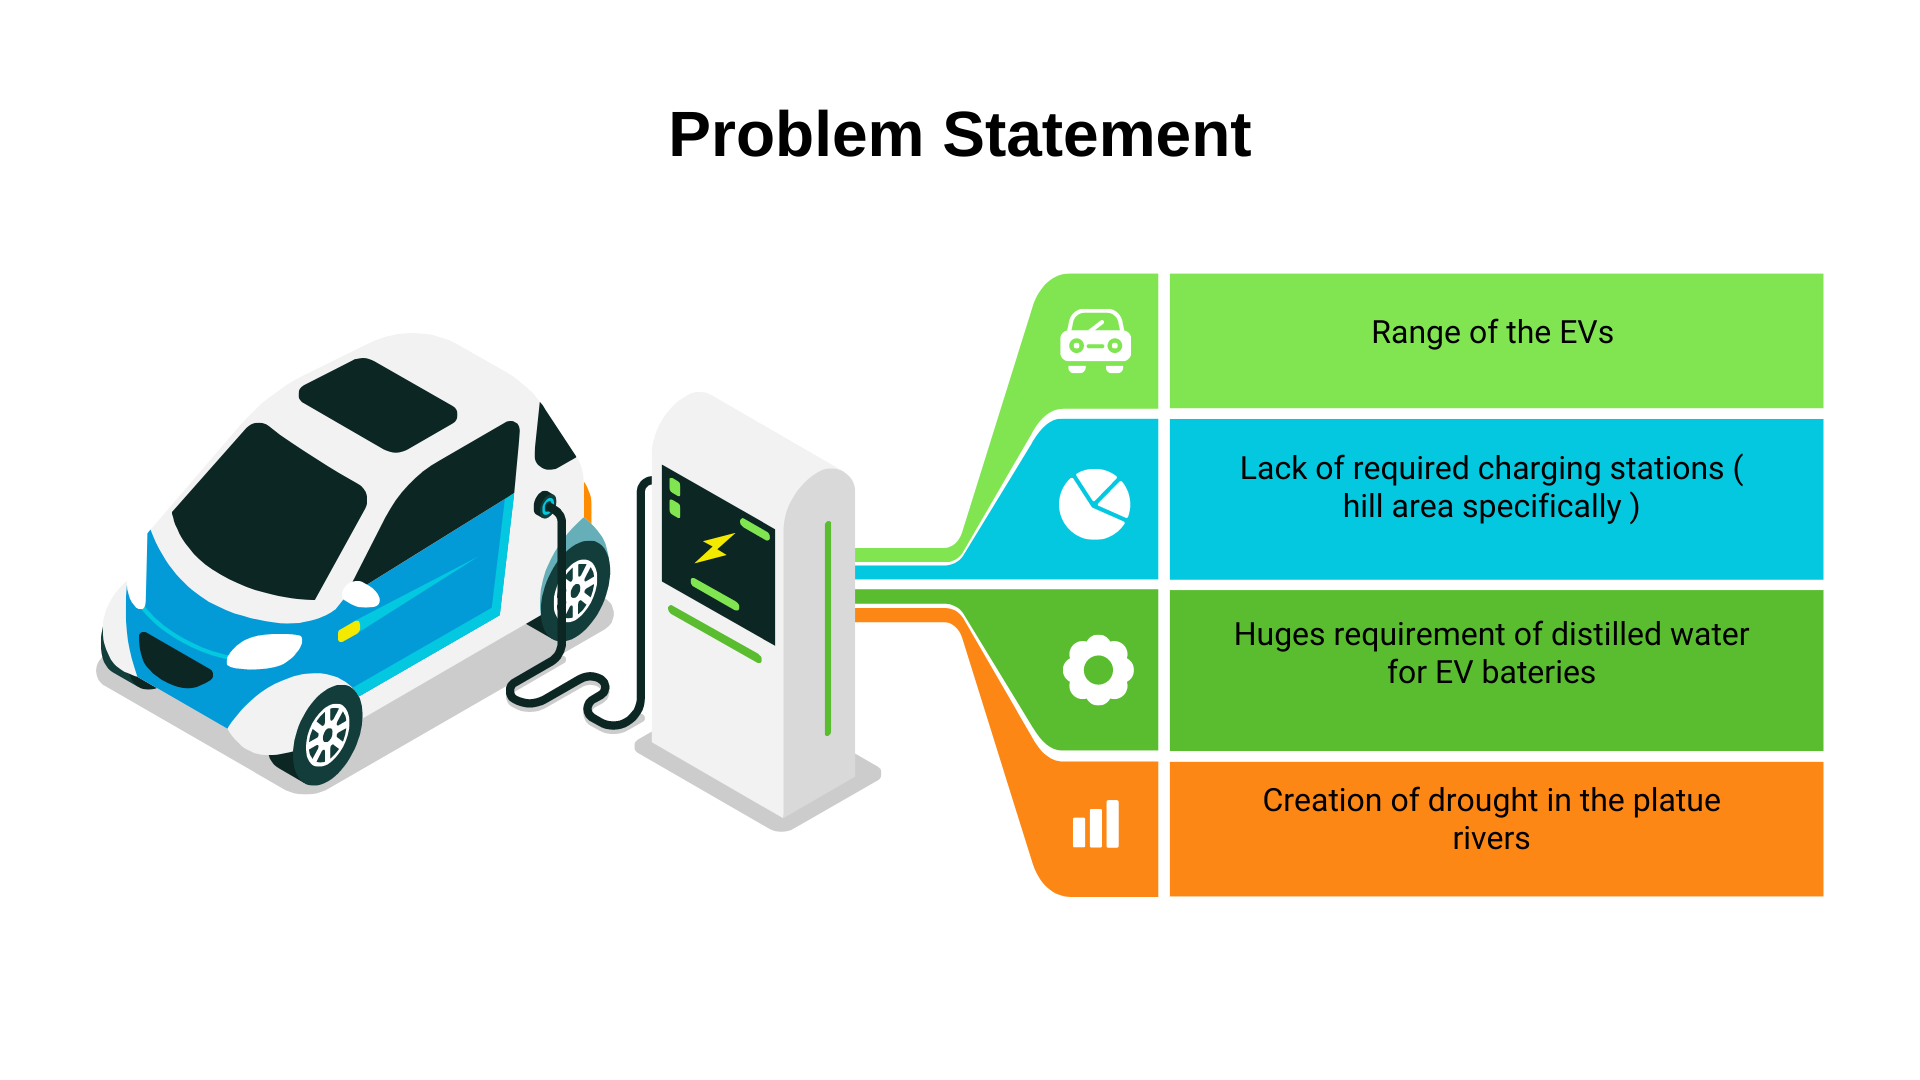 Problem Statement
Range of the EVs
Lack of required charging stations (
hill area specifically )
Huges requirement of distilled water
for EV bateries
Creation of drought in the platue
rivers